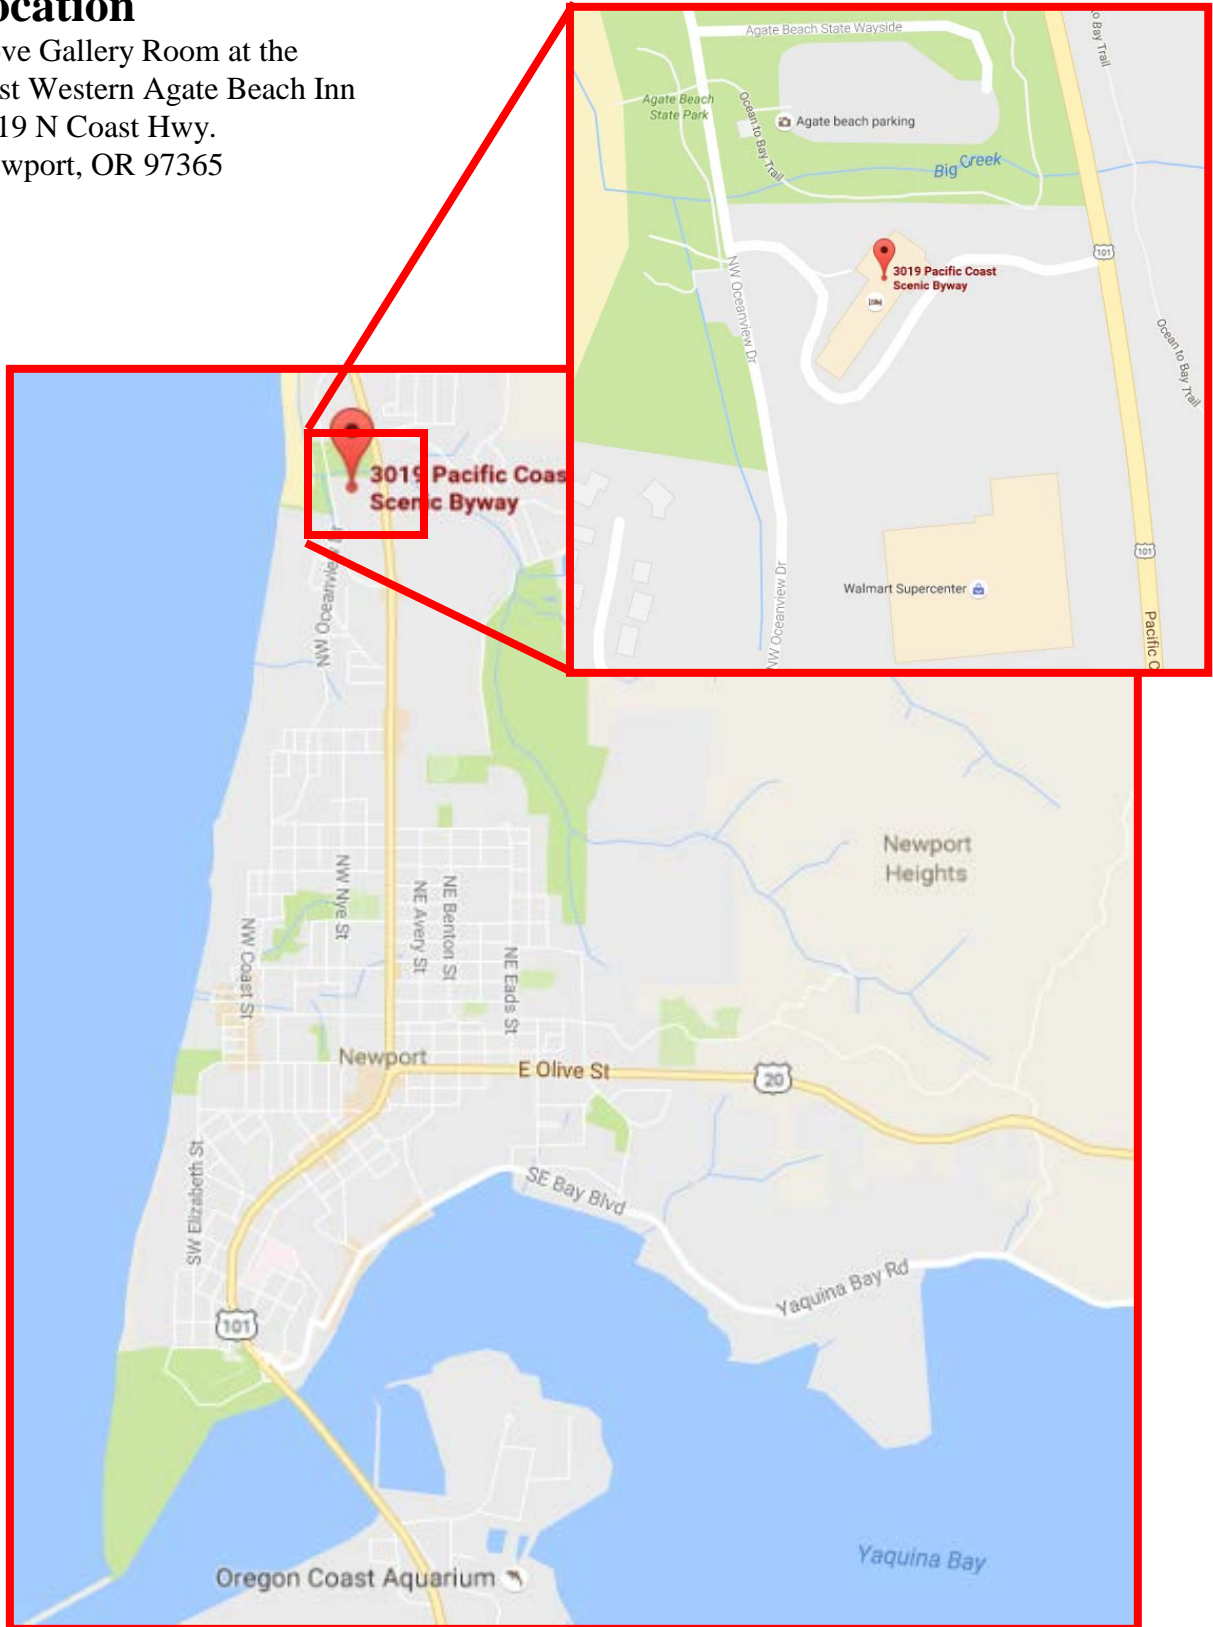 ocation
ve Gallery Room at the
st Western Agate Beach Inn
19 N Coast Hwy.
wport, OR 97365
Agate Beach State Wayside
o Bay Trail
Agate Beach
State Park
Ocean to Bay Trail
Agate beach parking
Big Creek
101
3019 Pacific Coast
Scenic Byway
NW Oceanview Dr
Ocean to Bay Trail
101
Walmart Supercenter
NW Oceanview Dr
Pacific C
3019 Pacific Coas
Scenic Byway
NW Oceanview Dr
Newport
Heights
NW Nye St
NE Avery St
NE Benton St
NW Coast St
NE Eads St
Newport
E Olive St
20
SW Elizabeth St
SE Bay Blvd
Yaquina Bay Rd
101
Yaquina Bay
Oregon Coast Aquarium